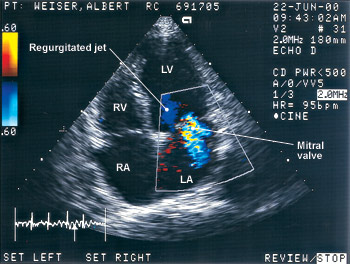 PT: WEISER, ALBERT RC 691705
22-JUN-00
09:43:02AM
V2 # 31
2.0MHz 180mm
ECHO D
CD PWR<500
A/0/VVS
1/3 2.0MHz
HR= 95bpm
•CINE
.60
Regurgitated jet
LV
RV
Mitral
valve
RA
LA
.60
SET LEFT SET RIGHT REVIEW/STOP